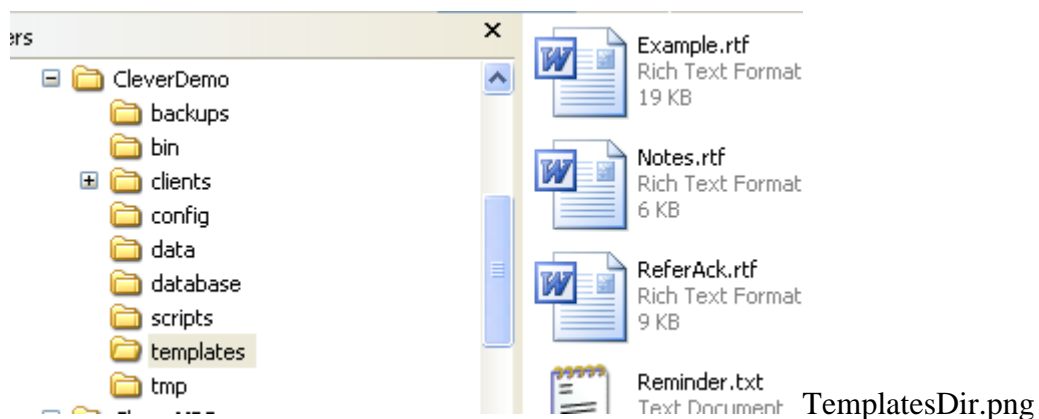 ers
CleverDemo
backups
bin
clients
config
data
database
scripts
templates
tmp
Example.rtf
Rich Text Format
19 KB
Notes.rtf
Rich Text Format
6 KB
ReferAck.rtf
Rich Text Format
9 KB
Reminder.txt
Text Document
TemplatesDir.png